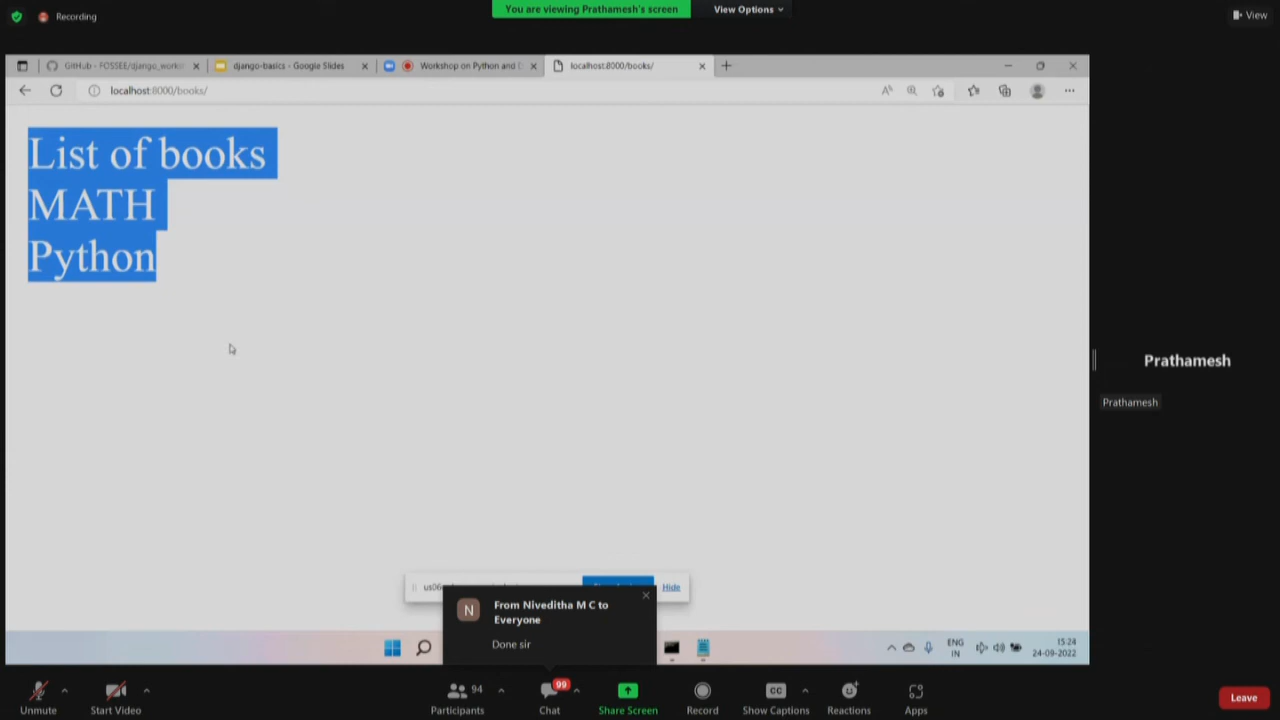 Recording
You are viewing Prathamesh's screen
View Options
View
GitHub - FOSSEE/django_works
django-basics - Google Slides
Workshop on Python and D
localhost:8000/books/
localhost:8000/books/
List of books
MATH
Python
Prathamesh
Prathamesh
us06
Hide
N
From Niveditha M C to
Everyone
Done sir
ENG
IN
15:24
24-09-2022
Unmute
Start Video
94
Participants
99
Chat
Share Screen
Record
CC
Show Captions
Reactions
Apps
Leave